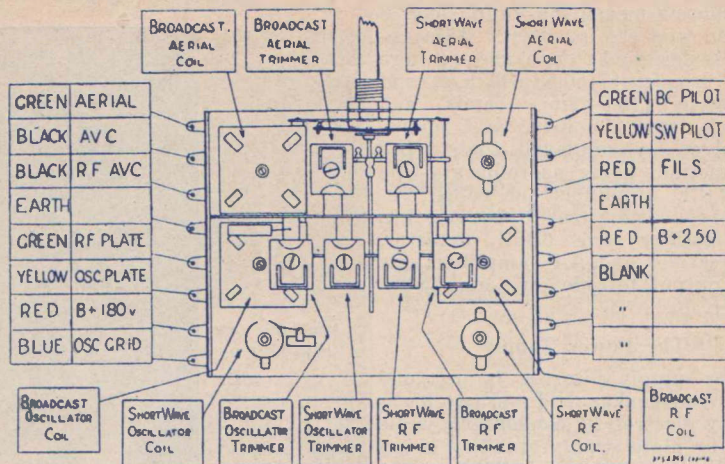 BROADCAST.
AERIAL
COIL
BROADCAST
AERIAL
TRIMMER
SHORT WAVE
AERIAL
TRIMMER
SHORT WAVE
AERIAL
COIL
GREEN AERIAL
BLACK AVC
BLACK RF AVC
EARTH
GREEN RF PLATE
YELLOW OSC PLATE
RED B+180v
BLUE OSC GRID
GREEN BC PILOT
YELLOW S.W PILOT
RED FILS
EARTH
RED B+250
BLANK
"
"
BROADCAST
OSCILLATOR
COIL
SHORT WAVE
OSCILLATOR
COIL
BROADCAST
OSCILLATOR
TRIMMER
SHORT WAVE
OSCILLATOR
TRIMMER
SHORT WAVE
RF
TRIMMER
BROADCAST
RF
TRIMMER
SHORT WAVE
RF
COIL.
BROADCAST
RF
COIL